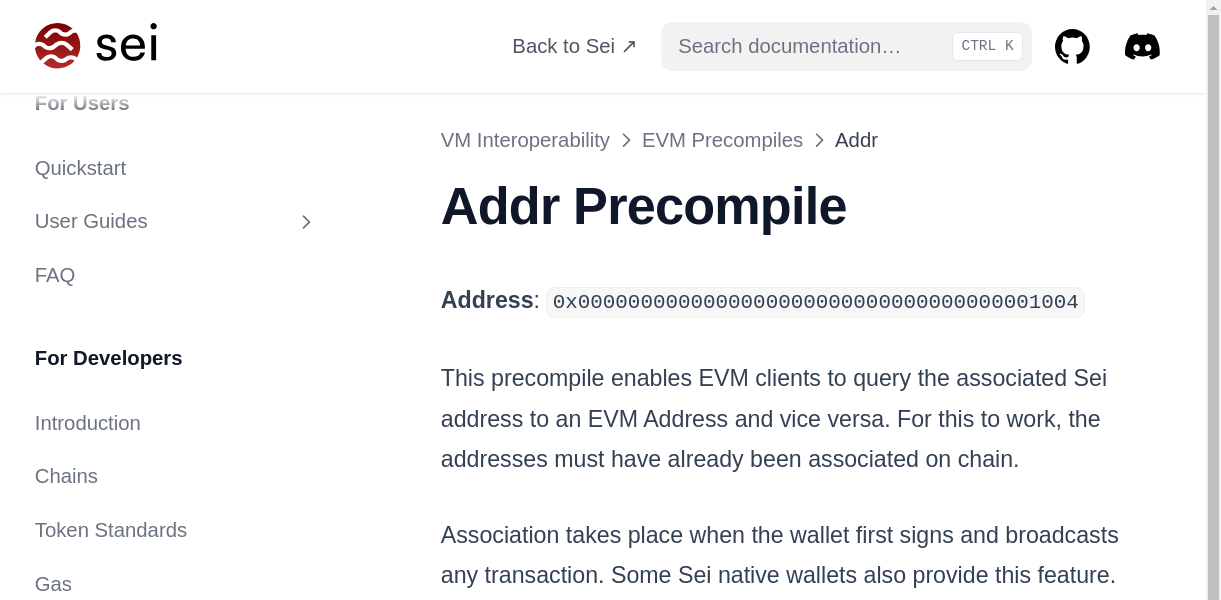 sei
Back to Sei ↗
Search documentation…
CTRL K
For Users
Quickstart
User Guides
FAQ
For Developers
Introduction
Chains
Token Standards
Gas
VM Interoperability > EVM Precompiles > Addr
Addr Precompile
Address: 0x0000000000000000000000000000000000001004
This precompile enables EVM clients to query the associated Sei
address to an EVM Address and vice versa. For this to work, the
addresses must have already been associated on chain.
Association takes place when the wallet first signs and broadcasts
any transaction. Some Sei native wallets also provide this feature.